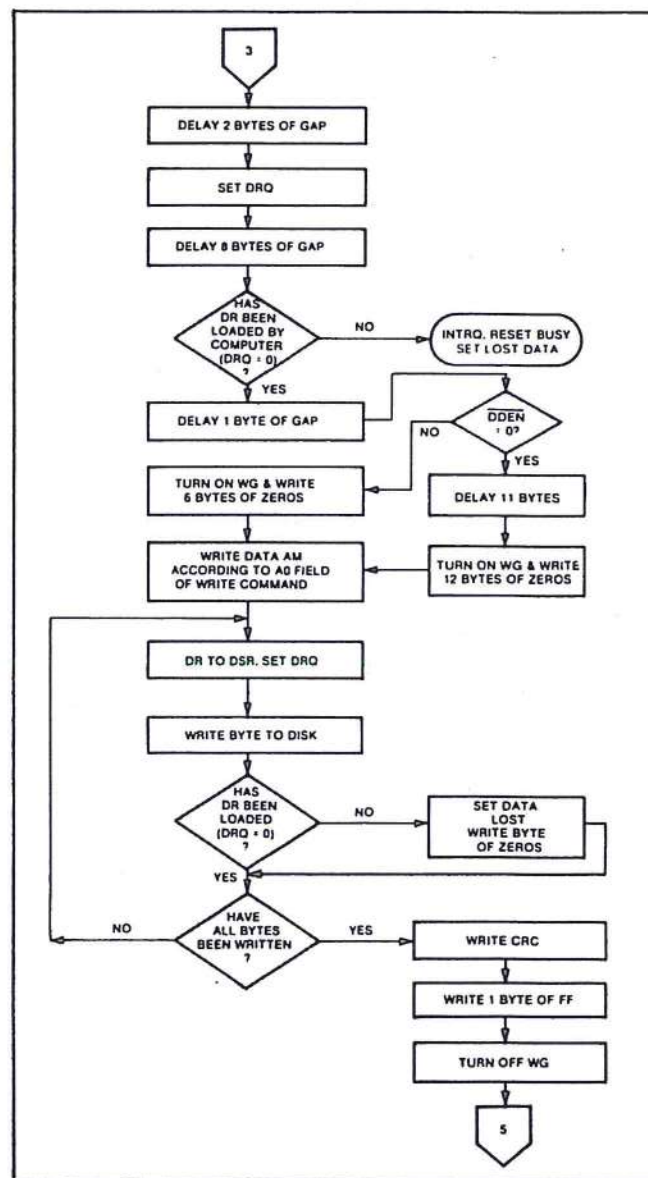 3
DELAY 2 BYTES OF GAP
SET DRQ
DELAY 8 BYTES OF GAP
HAS
DR BEEN
LOADED BY
COMPUTER
(DRQ = 0)
?
NO
INTRQ. RESET BUSY
SET LOST DATA
YES
DELAY 1 BYTE OF GAP
DDEN
= 0?
NO
YES
TURN ON WG & WRITE
6 BYTES OF ZEROS
DELAY 11 BYTES
WRITE DATA AM
ACCORDING TO A0 FIELD
OF WRITE COMMAND
TURN ON WG & WRITE
12 BYTES OF ZEROS
DR TO DSR. SET DRQ
WRITE BYTE TO DISK
HAS
DR BEEN
LOADED
(DRQ = 0)
?
NO
SET DATA
LOST
WRITE BYTE
OF ZEROS
YES
HAVE
ALL BYTES
BEEN WRITTEN
?
NO
YES
WRITE CRC
WRITE 1 BYTE OF FF
TURN OFF WG
5